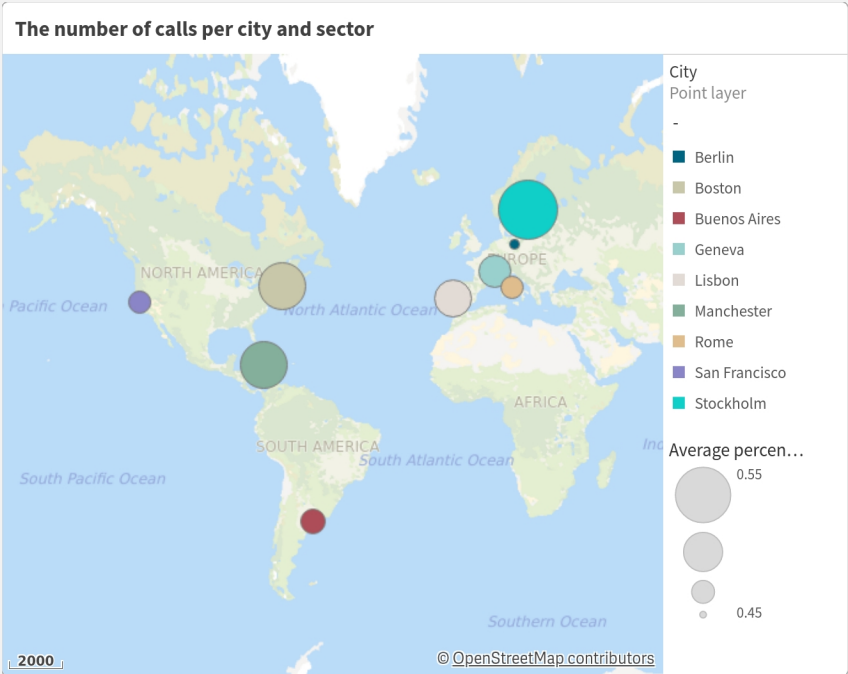 The number of calls per city and sector
City
Point layer
-
Berlin
Boston
Buenos Aires
Geneva
Lisbon
Manchester
Rome
San Francisco
Stockholm
Average percen…
0.55
0.45
NORTH AMERICA
EUROPE
Pacific Ocean
North Atlantic Ocean
AFRICA
SOUTH AMERICA
South Atlantic Ocean
Ind
South Pacific Ocean
Southern Ocean
2000
© OpenStreetMap contributors